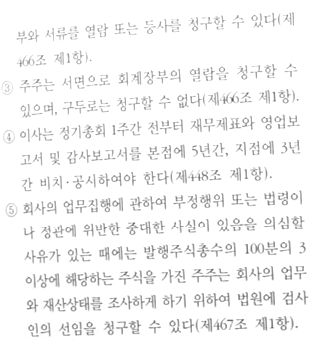 부와 서류를 열람 또는 등사를 청구할 수 있다(제
466조 제1항).
③ 주주는 서면으로 회계장부의 열람을 청구할 수
있으며, 구두로는 청구할 수 없다(제466조 제1항).
④ 이사는 정기총회 1주간 전부터 재무제표와 영업보
고서 및 감사보고서를 본점에 5년간, 지점에 3년
간 비치·공시하여야 한다(제448조 제1항).
⑤ 회사의 업무집행에 관하여 부정행위 또는 법령이
나 정관에 위반한 중대한 사실이 있음을 의심할
사유가 있는 때에는 발행주식총수의 100분의 3
이상에 해당하는 주식을 가진 주주는 회사의 업무
와 재산상태를 조사하게 하기 위하여 법원에 검사
인의 선임을 청구할 수 있다(제467조 제1항).